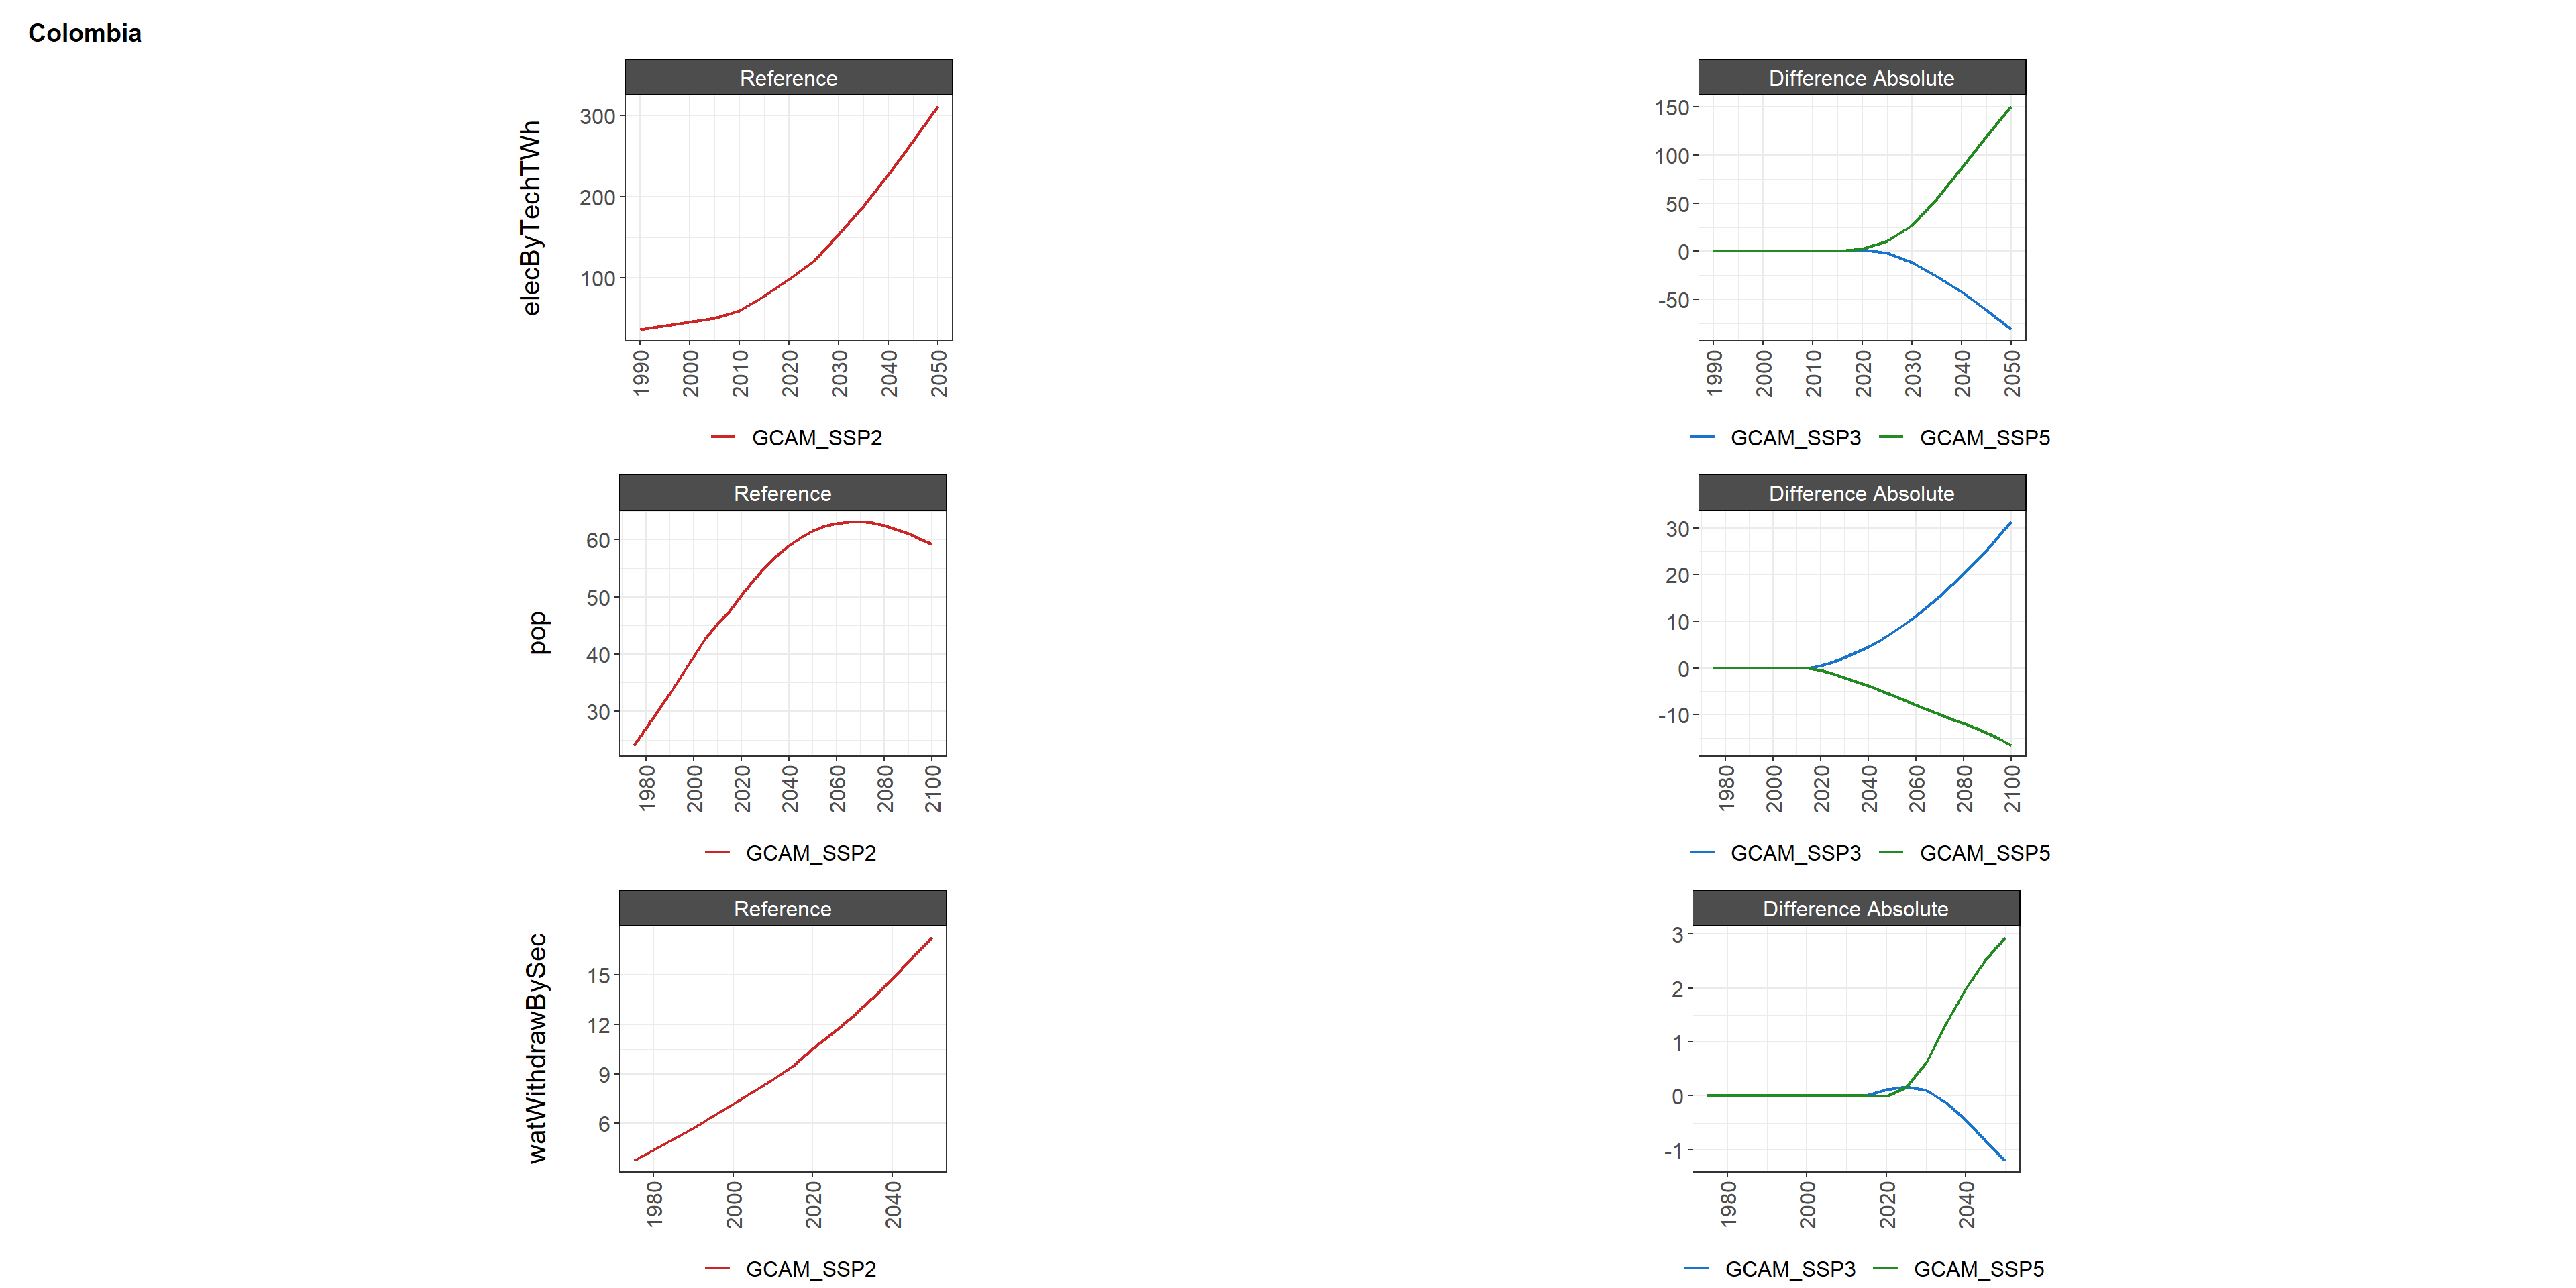 Colombia
Reference
Difference Absolute
elecByTechTWh
300
200
100
1990 2000 2010 2020 2030 2040 2050
GCAM_SSP2
150
100
50
0
-50
1990 2000 2010 2020 2030 2040 2050
GCAM_SSP3 GCAM_SSP5
Reference
Difference Absolute
pop
60
50
40
30
1980 2000 2020 2040 2060 2080 2100
GCAM_SSP2
30
20
10
0
-10
1980 2000 2020 2040 2060 2080 2100
GCAM_SSP3 GCAM_SSP5
Reference
Difference Absolute
watWithdrawBySec
15
12
9
6
1980 2000 2020 2040
GCAM_SSP2
3
2
1
0
-1
1980 2000 2020 2040
GCAM_SSP3 GCAM_SSP5